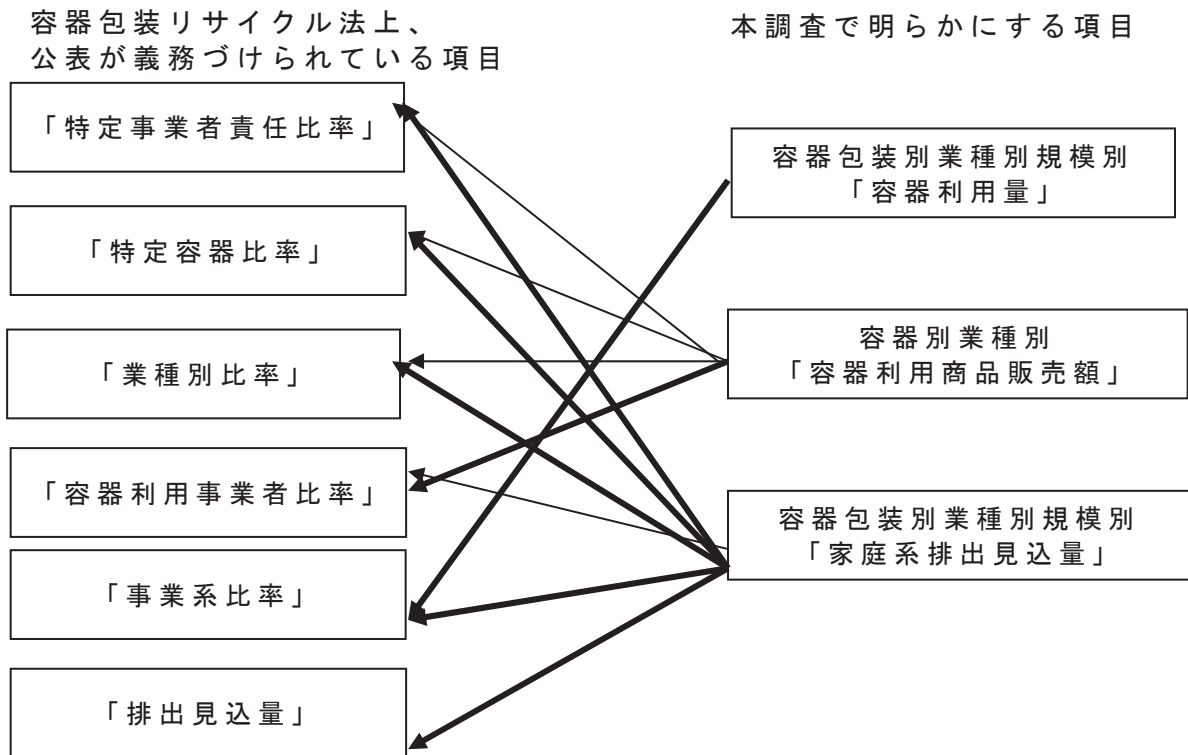 容器包装リサイクル法上、
公表が義務づけられている項目
「特定事業者責任比率」
「特定容器比率」
「業種別比率」
「容器利用事業者比率」
「事業系比率」
「排出見込量」
本調査で明らかにする項目
容器包装別業種別規模別
「容器利用量」
容器別業種別
「容器利用商品販売額」
容器包装別業種別規模別
「家庭系排出見込量」